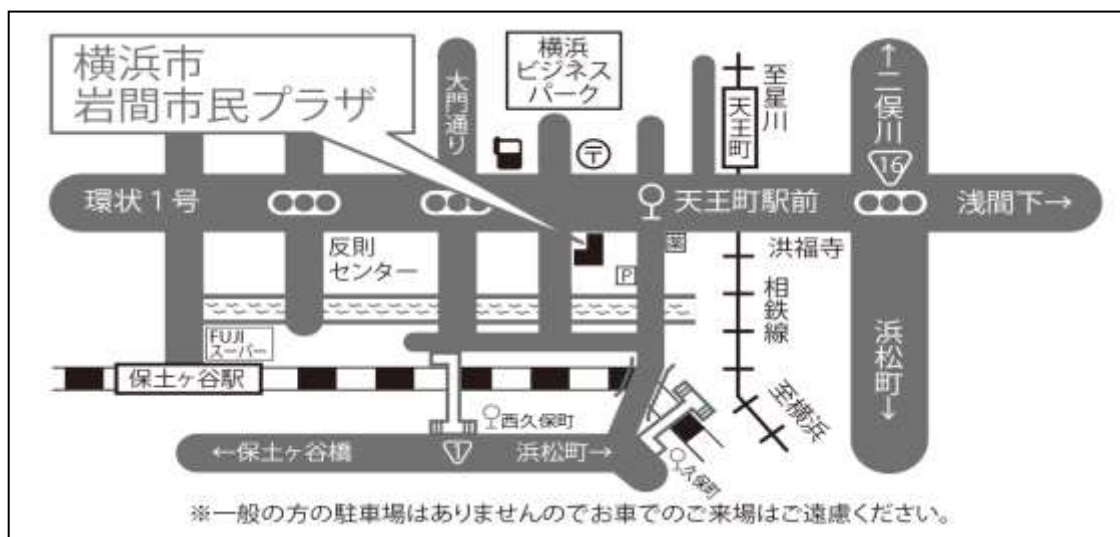 横浜市
岩間市民プラザ
大門通り
横浜
ビジネス
パーク
〒
天王町
至星川
↑二俣川
16
環状1号
天王町駅前
浅間下→
反則
センター
薬
P
洪福寺
相鉄線
浜松町↓
FUJI
スーパー
保土ヶ谷駅
西久保町
至横浜
←保土ヶ谷橋
1
浜松町→
久保町
※一般の方の駐車場はありませんのでお車でのご来場はご遠慮ください。